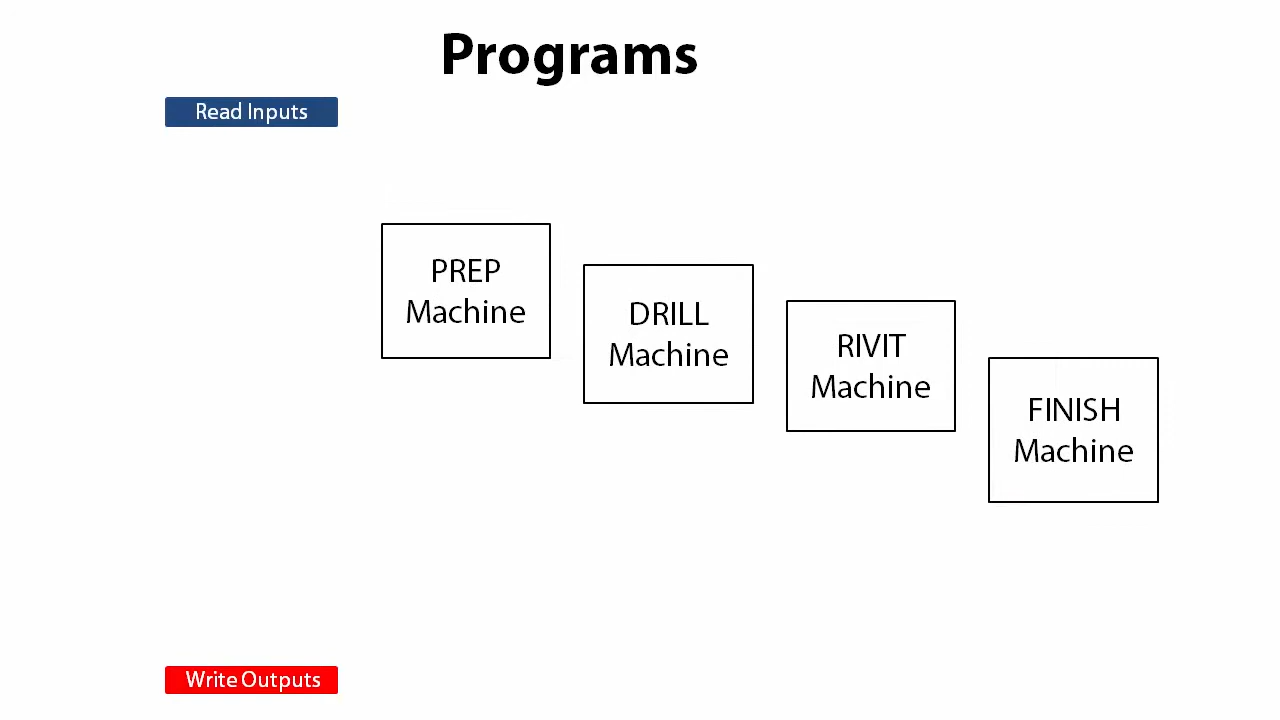 Programs
Read Inputs
PREP
Machine
DRILL
Machine
RIVIT
Machine
FINISH
Machine
Write Outputs